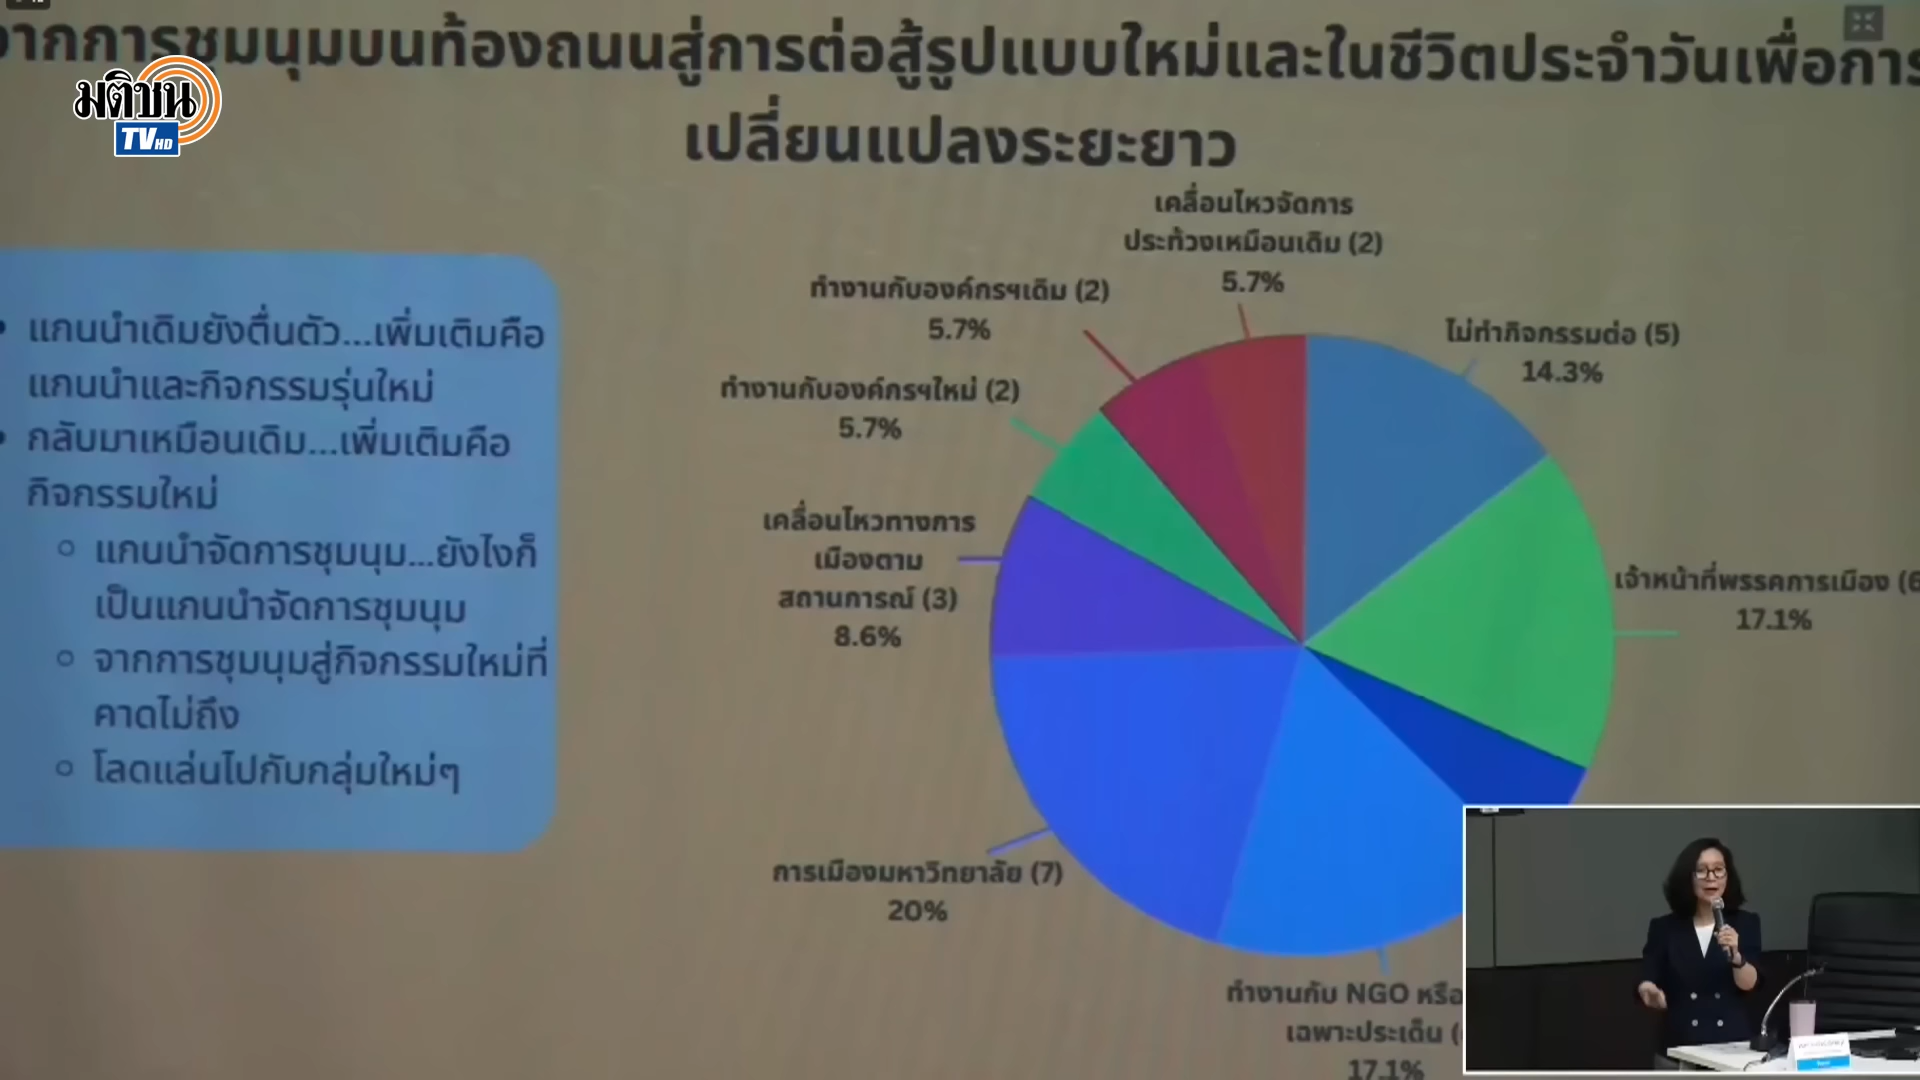 จากการชุมนุมบนท้องถนนสู่การต่อสู้รูปแบบใหม่และในชีวิตประจำวันเพื่อการ
เปลี่ยนแปลงระยะยาว
มติชน
TV HD
แกนนำเดิมยังตื่นตัว...เพิ่มเติมคือ
แกนนำและกิจกรรมรุ่นใหม่
กลับมาเหมือนเดิม...เพิ่มเติมคือ
กิจกรรมใหม่
แกนนำจัดการชุมนุม...ยังไงก็
เป็นแกนนำจัดการชุมนุม
จากการชุมนุมสู่กิจกรรมใหม่ที่
คาดไม่ถึง
โลดแล่นไปกับกลุ่มใหม่ๆ
เคลื่อนไหวจัดการ
ประท้วงเหมือนเดิม (2)
5.7%
ทำงานกับองค์กรฯเดิม (2)
5.7%
ทำงานกับองค์กรฯใหม่ (2)
5.7%
เคลื่อนไหวทางการ
เมืองตาม
สถานการณ์ (3)
8.6%
การเมืองมหาวิทยาลัย (7)
20%
ทำงานกับ NGO หรือ
เฉพาะประเด็น (
17.1%
ไม่ทำกิจกรรมต่อ (5)
14.3%
เจ้าหน้าที่พรรคการเมือง (6
17.1%